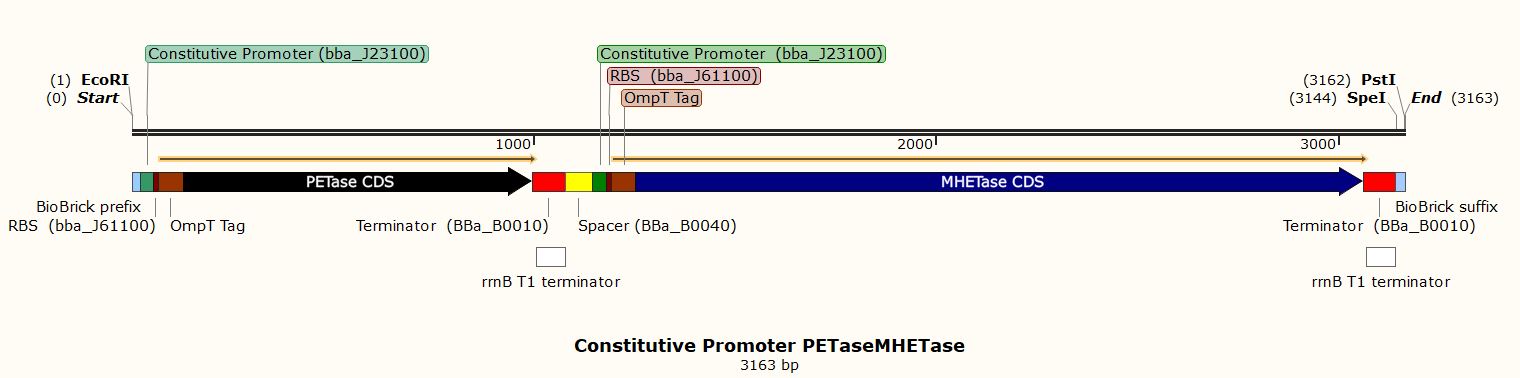 Constitutive Promoter (bba_J23100)
Constitutive Promoter (bba_J23100)
(1) EcoRI
RBS (bba_J61100)
(3162) PstI
(0) Start
OmpT Tag
(3144) SpeI
End (3163)
1000
2000
3000
PETase CDS
MHETase CDS
BioBrick prefix
BioBrick suffix
RBS (bba_J61100)
OmpT Tag
Terminator (BBa_B0010)
Spacer (BBa_B0040)
Terminator (BBa_B0010)
rrnB T1 terminator
rrnB T1 terminator
Constitutive Promoter PETaseMHETase
3163 bp